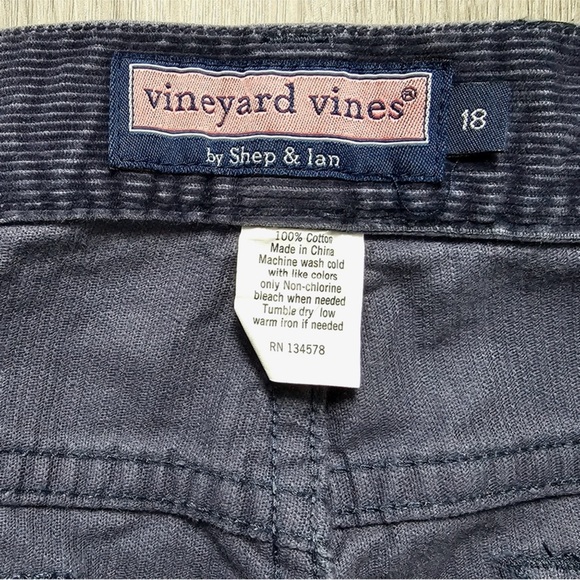 vineyard vines®
by Shep & Ian
18
100% Cotton
Made in China
Machine wash cold
with like colors
only Non-chlorine
bleach when needed
Tumble dry low
warm iron if needed
RN 134578